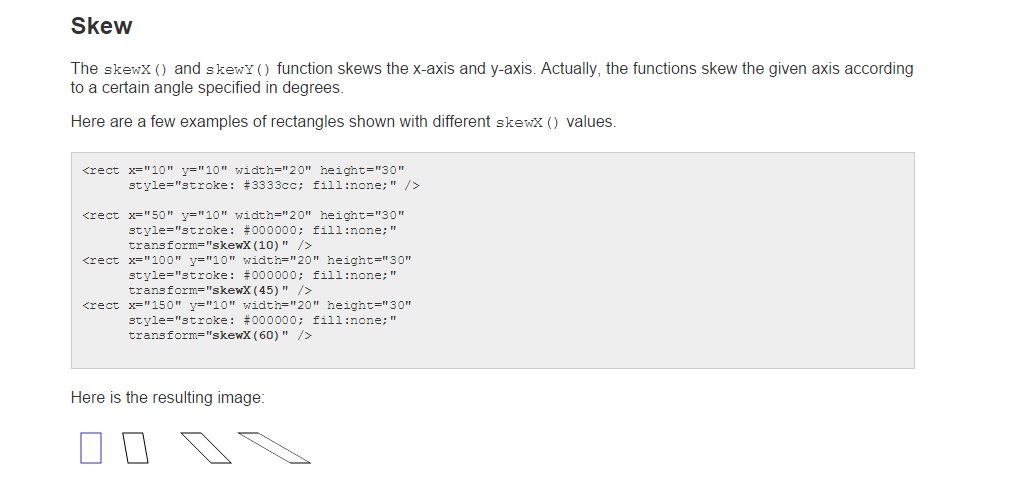 Skew
The skewX() and skewY() function skews the x-axis and y-axis. Actually, the functions skew the given axis according
to a certain angle specified in degrees.
Here are a few examples of rectangles shown with different skewX() values.
<rect x="10" y="10" width="20" height="30"
style="stroke: #3333cc; fill:none;" />
<rect x="50" y="10" width="20" height="30"
style="stroke: #000000; fill:none;"
transform="skewX(10)" />
<rect x="100" y="10" width="20" height="30"
style="stroke: #000000; fill:none;"
transform="skewX(45)" />
<rect x="150" y="10" width="20" height="30"
style="stroke: #000000; fill:none;"
transform="skewX(60)" />
Here is the resulting image: